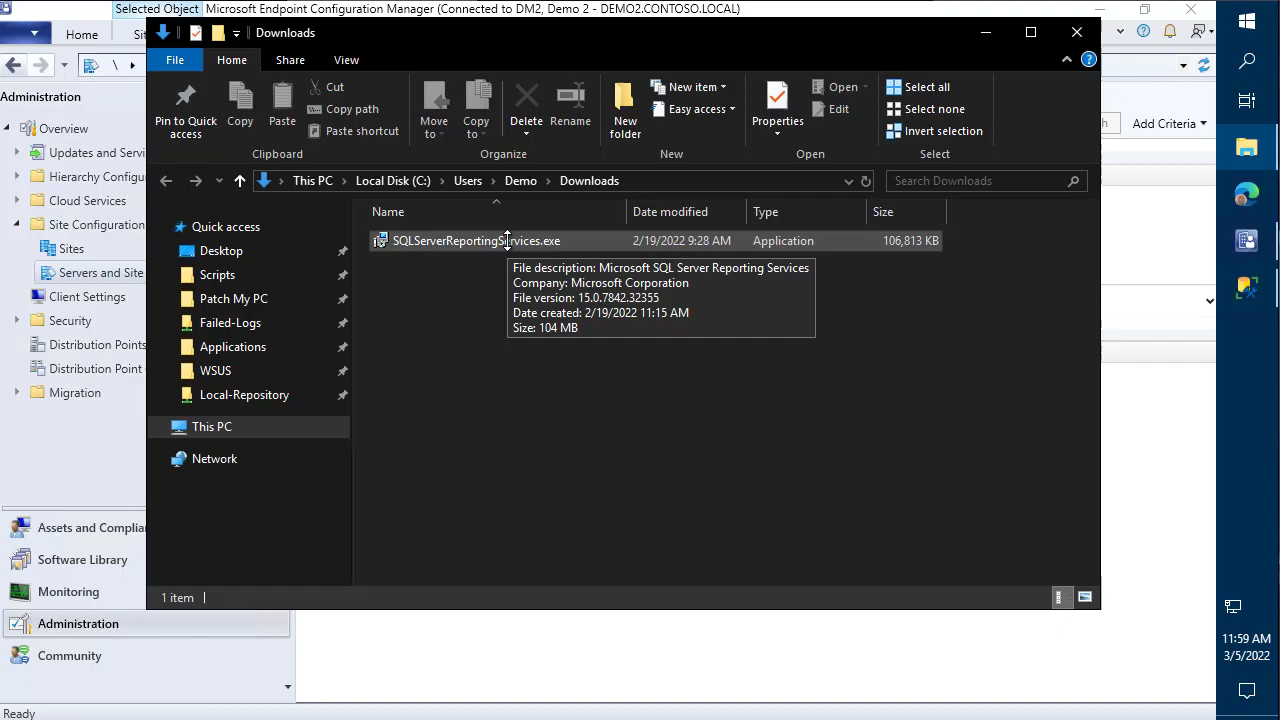 Selected Object
Microsoft Endpoint Configuration Manager (Connected to DM2, Demo 2 - DEMO2.CONTOSO.LOCAL)
Home
Downloads
File
Home
Share
View
Pin to Quick access
Copy
Paste
Cut
Copy path
Paste shortcut
Clipboard
Move to
Copy to
Delete
Rename
Organize
New folder
New item
Easy access
New
Properties
Open
Edit
Open
Select all
Select none
Invert selection
Select
This PC
Local Disk (C:)
Users
Demo
Downloads
Search Downloads
Add Criteria
Administration
Overview
Updates and Servi
Hierarchy Configu
Cloud Services
Site Configuration
Sites
Servers and Site
Client Settings
Security
Distribution Points
Distribution Point
Migration
Assets and Complian
Software Library
Monitoring
Administration
Community
Ready
Quick access
Desktop
Scripts
Patch My PC
Failed-Logs
Applications
WSUS
Local-Repository
This PC
Network
Name
Date modified
Type
Size
SQLServerReportingServices.exe
2/19/2022 9:28 AM
Application
106,813 KB
File description: Microsoft SQL Server Reporting Services
Company: Microsoft Corporation
File version: 15.0.7842.32355
Date created: 2/19/2022 11:15 AM
Size: 104 MB
1 item
11:59 AM
3/5/2022